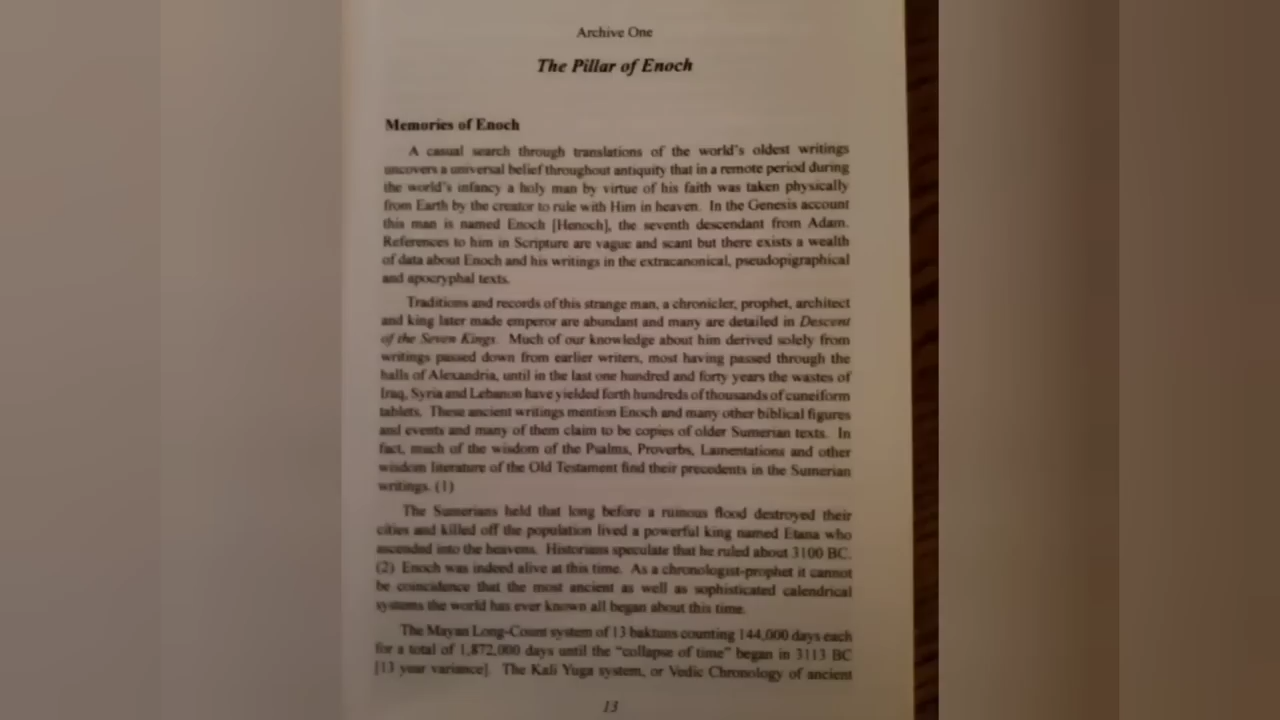 Archive One
The Pillar of Enoch
Memories of Enoch
A casual search through translations of the world's oldest writings
uncovers a universal belief throughout antiquity that in a remote period during
the world's infancy a holy man by virtue of his faith was taken physically
from Earth by the creator to rule with Him in heaven. In the Genesis account
this man is named Enoch [Henoch], the seventh descendant from Adam.
References to him in Scripture are vague and scant but there exists a wealth
of data about Enoch and his writings in the extracanonical, pseudopigraphical
and apocryphal texts.
Traditions and records of this strange man, a chronicler, prophet, architect
and king later made emperor are abundant and many are detailed in Descent
of the Seven Kings. Much of our knowledge about him derived solely from
writings passed down from earlier writers, most having passed through the
halls of Alexandria, until in the last one hundred and forty years the wastes of
Iraq, Syria and Lebanon have yielded forth hundreds of thousands of cuneiform
tablets. These ancient writings mention Enoch and many other biblical figures
and events and many of them claim to be copies of older Sumerian texts. In
fact, much of the wisdom of the Psalms, Proverbs, Lamentations and other
wisdom literature of the Old Testament find their precedents in the Sumerian
writings. (1)
The Sumerians held that long before a ruinous flood destroyed their
cities and killed off the population lived a powerful king named Etana who
ascended into the heavens. Historians speculate that he ruled about 3100 BC.
(2) Enoch was indeed alive at this time. As a chronologist-prophet it cannot
be coincidence that the most ancient as well as sophisticated calendrical
systems the world has ever known all began about this time.
The Mayan Long-Count system of 13 baktuns counting 144,000 days each
for a total of 1,872,000 days until the "collapse of time" began in 3113 BC
[13 year variance]. The Kali Yuga system, or Vedic Chronology of ancient
13